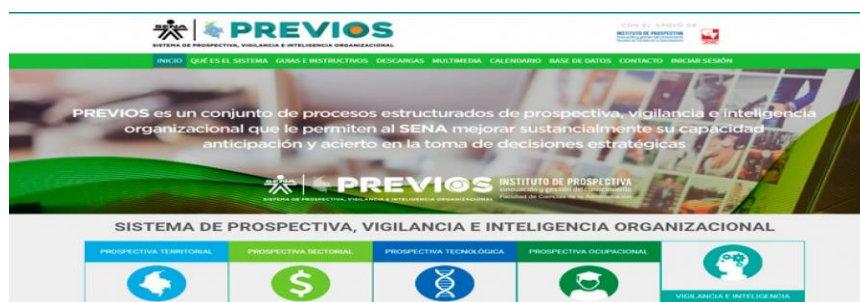 SENA
PREVIOS
SISTEMA DE PROSPECTIVA, VIGILANCIA E INTELIGENCIA ORGANIZACIONAL
CON EL APOYO DE:
INSTITUTO DE PROSPECTIVA
INICIO QUÉ ES EL SISTEMA GUIAS E INSTRUCTIVOS DESCARGAS MULTIMEDIA CALENDARIO BASE DE DATOS CONTACTO INICIAR SESIÓN
PREVIOS es un conjunto de procesos estructurados de prospectiva, vigilancia e inteligencia
organizacional que le permiten al SENA mejorar sustancialmente su capacidad
anticipación y acierto en la toma de decisiones estratégicas
SENA PREVIOS INSTITUTO DE PROSPECTIVA
Innovación y gestión del conocimiento
SISTEMA DE PROSPECTIVA, VIGILANCIA E INTELIGENCIA ORGANIZACIONAL Facultad de Ciencias de la Administración
SISTEMA DE PROSPECTIVA, VIGILANCIA E INTELIGENCIA ORGANIZACIONAL
PROSPECTIVA TERRITORIAL PROSPECTIVA SECTORIAL PROSPECTIVA TECNOLÓGICA PROSPECTIVA OCUPACIONAL
VIGILANCIA E INTELIGENCIA